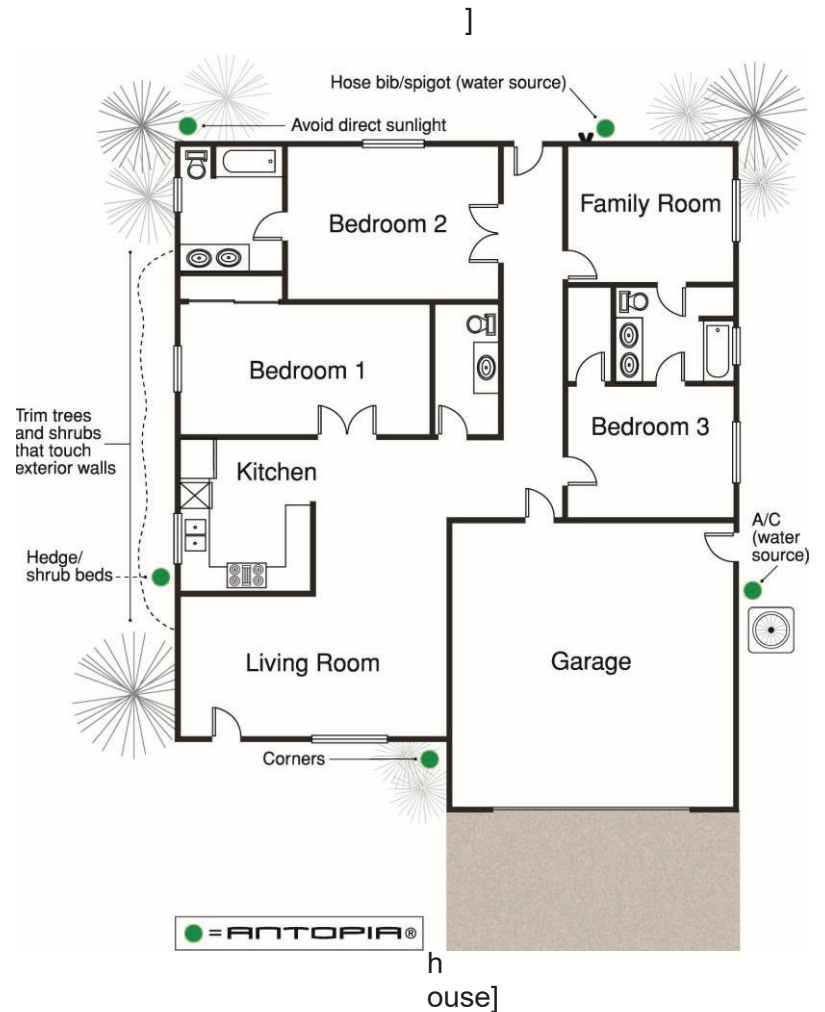 ]
Hose bib/spigot (water source)
Avoid direct sunlight
Family Room
Bedroom 2
Bedroom 1
Bedroom 3
Trim trees
and shrubs
that touch
exterior walls
Kitchen
A/C
(water
source)
Hedge/
shrub beds
Living Room
Garage
Corners
= ANTOPIA®
h
ouse]